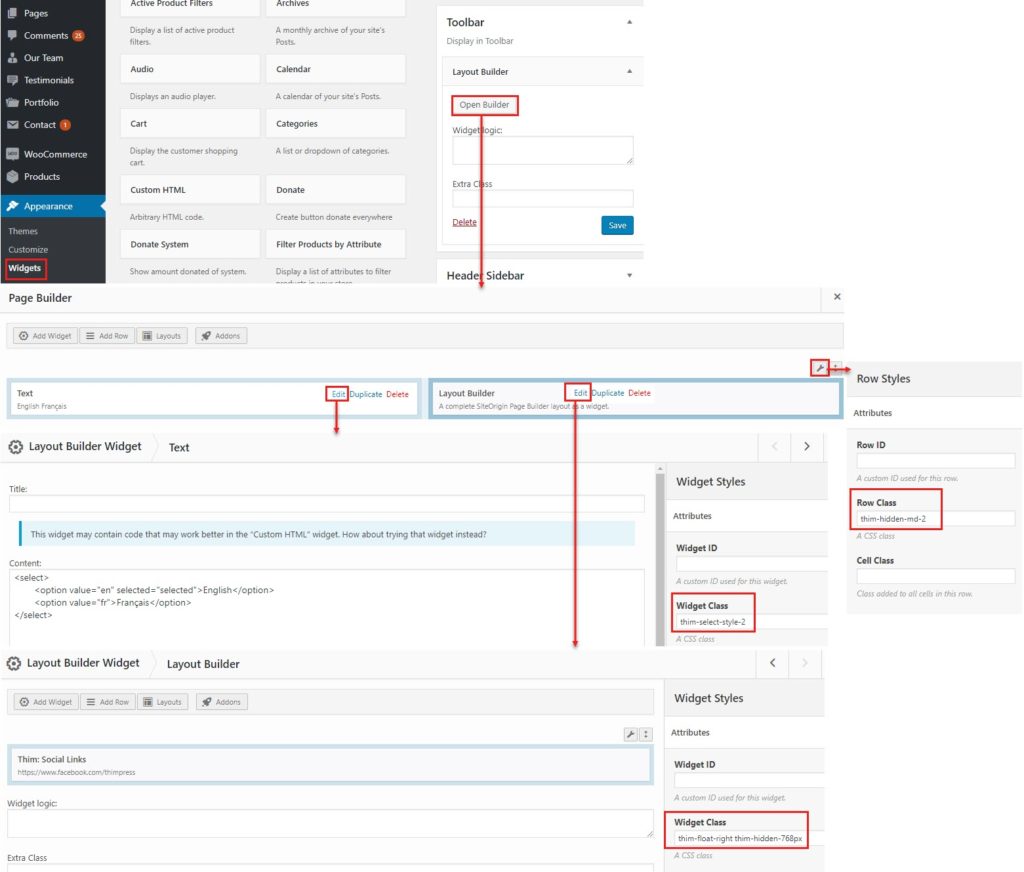 Pages
Comments 25
Our Team
Testimonials
Portfolio
Contact 1
WooCommerce
Products
Appearance
Themes
Customize
Widgets
Active Product Filters
Display a list of active product
filters.
Archives
A monthly archive of your site's
Posts.
Audio
Displays an audio player.
Calendar
A calendar of your site's Posts.
Cart
Display the customer shopping
cart.
Categories
A list or dropdown of categories.
Custom HTML
Arbitrary HTML code.
Donate
Create button donate everywhere
Donate System
Show amount donated of system.
Filter Products by Attribute
Display a list of attributes to filter
products in your store.
Toolbar
Display in Toolbar
Layout Builder
Open Builder
Widget logic:
Extra Class
Delete
Save
Header Sidebar
Page Builder
Add Widget
Add Row
Layouts
Addons
Text
English Français
Edit Duplicate Delete
Layout Builder
A complete SiteOrigin Page Builder layout as a widget.
Edit Duplicate Delete
Row Styles
Attributes
Row ID
A custom ID used for this row.
Row Class
thim-hidden-md-2
A CSS class
Cell Class
Class added to all cells in this row.
Layout Builder Widget
Text
Title:
This widget may contain code that may work better in the "Custom HTML" widget. How about trying that widget instead?
Content:
<select>
<option value="en" selected="selected">English</option>
<option value="fr">Français</option>
</select>
Widget Styles
Attributes
Widget ID
A custom ID used for this widget.
Widget Class
thim-select-style-2
A CSS class
Layout Builder Widget
Layout Builder
Add Widget
Add Row
Layouts
Addons
Thim: Social Links
https://www.facebook.com/thimpress
Widget logic:
Extra Class
Widget Styles
Attributes
Widget ID
A custom ID used for this widget.
Widget Class
thim-float-right thim-hidden-768px
A CSS class